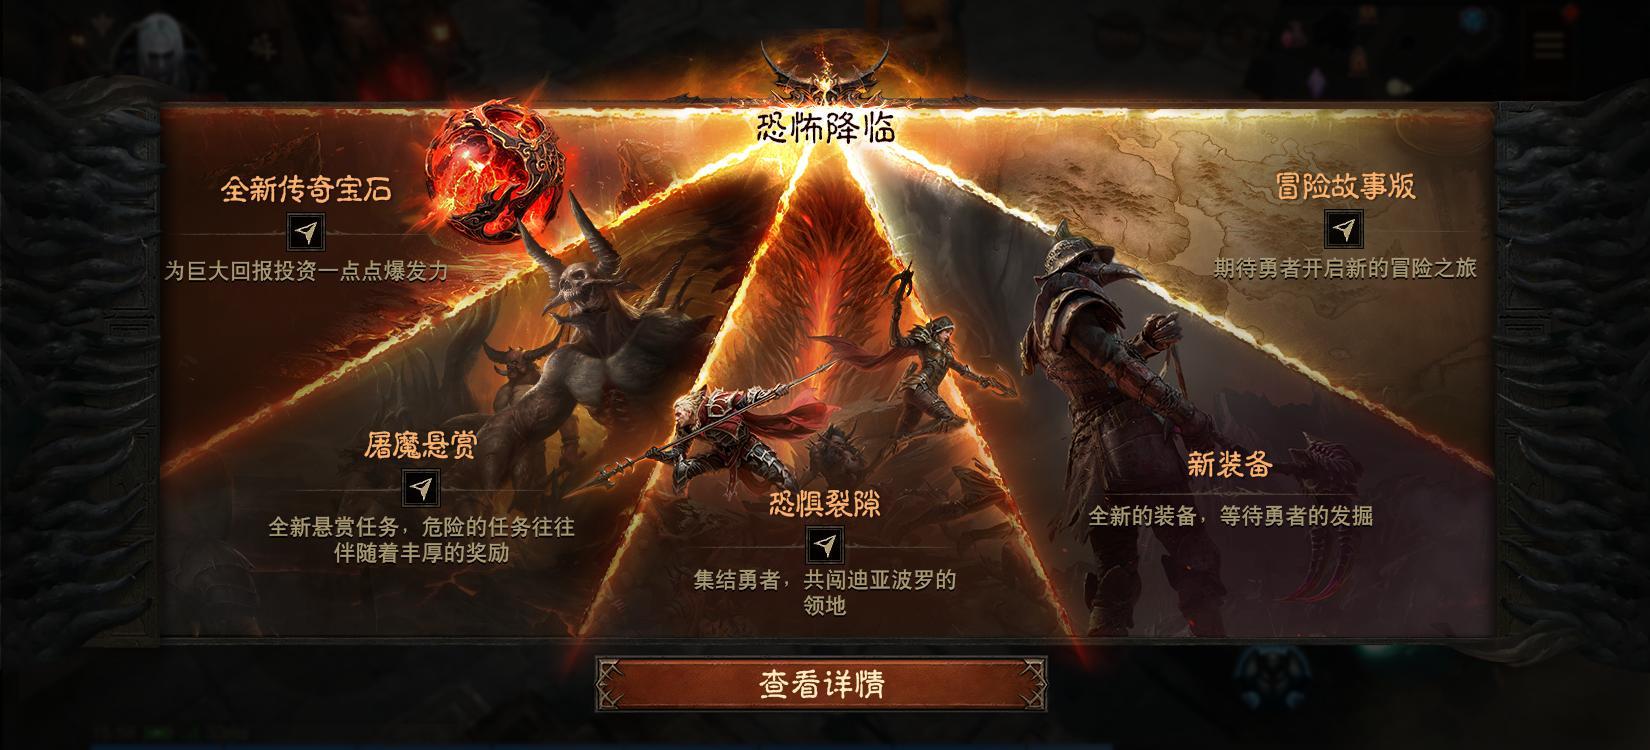 恐怖降临
全新传奇宝石
为巨大回报投资一点点爆发力
冒险故事版
期待勇者开启新的冒险之旅
屠魔悬赏
全新悬赏任务，危险的任务往往
伴随着丰厚的奖励
恐惧裂隙
集结勇者，共闯迪亚波罗的
领地
新装备
全新的装备，等待勇者的发掘
查看详情